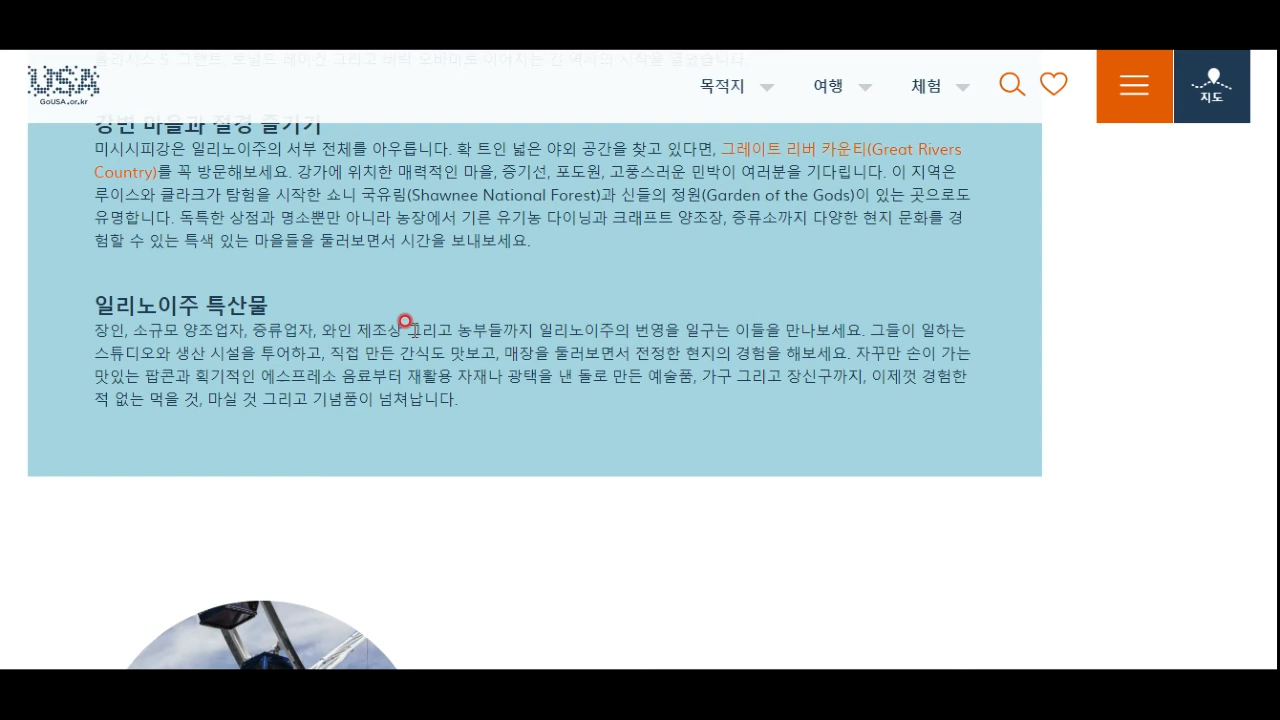 USA
GoUSA.or.kr
목적지
여행
체험
지도
강변 마을과 절경 즐기기
미시시피강은 일리노이주의 서부 전체를 아우릅니다. 확 트인 넓은 야외 공간을 찾고 있다면, 그레이트 리버 카운티(Great Rivers
Country)를 꼭 방문해보세요. 강가에 위치한 매력적인 마을, 증기선, 포도원, 고풍스러운 민박이 여러분을 기다립니다. 이 지역은
루이스와 클라크가 탐험을 시작한 쇼니 국유림(Shawnee National Forest)과 신들의 정원(Garden of the Gods)이 있는 곳으로도
유명합니다. 독특한 상점과 명소뿐만 아니라 농장에서 기른 유기농 다이닝과 크래프트 양조장, 증류소까지 다양한 현지 문화를 경
험할 수 있는 특색 있는 마을들을 둘러보면서 시간을 보내보세요.
일리노이주 특산물
장인, 소규모 양조업자, 증류업자, 와인 제조상 그리고 농부들까지 일리노이주의 번영을 일구는 이들을 만나보세요. 그들이 일하는
스튜디오와 생산 시설을 투어하고, 직접 만든 간식도 맛보고, 매장을 둘러보면서 전정한 현지의 경험을 해보세요. 자꾸만 손이 가는
맛있는 팝콘과 획기적인 에스프레소 음료부터 재활용 자재나 광택을 낸 돌로 만든 예술품, 가구 그리고 장신구까지, 이제껏 경험한
적 없는 먹을 것, 마실 것 그리고 기념품이 넘쳐납니다.